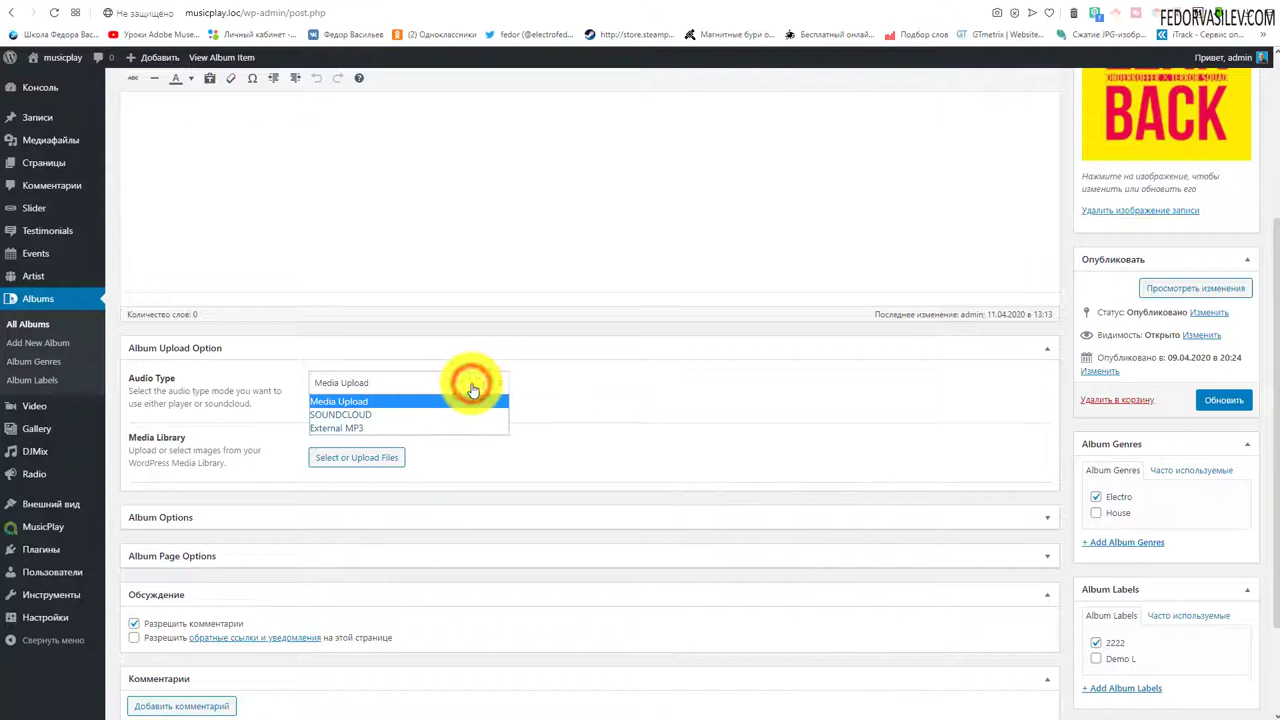 Не защищено musicplay.loc/wp-admin/post.php
FEDORVASILEV.COM
Школа Федора Вас Уроки Adobe Muse Личный кабинет - Федор Васильев (2) Одноклассники fedor (@electrofed http://store.steamp Магнитные бури о Бесплатный онлай Подбор слов GTmetrix | Website Сжатие JPG-изобр iTrack - Сервис оп
musicplay 0 Добавить View Album Item Привет, admin
Консоль
Записи
Медиафайлы
Страницы
Комментарии
Slider
Testimonials
Events
Artist
Albums
All Albums
Add New Album
Album Genres
Album Labels
Video
Gallery
DJMix
Radio
Внешний вид
MusicPlay
Плагины
Пользователи
Инструменты
Настройки
Свернуть меню
ABC A Ω
Количество слов: 0 Последнее изменение: admin; 11.04.2020 в 13:13
Album Upload Option
Audio Type
Select the audio type mode you want to
use either player or soundcloud.
Media Upload
Media Upload
SOUNDCLOUD
External MP3
Media Library
Upload or select images from your
WordPress Media Library.
Select or Upload Files
Album Options
Album Page Options
Обсуждение
Разрешить комментарии
Разрешить обратные ссылки и уведомления на этой странице
Комментарии
Добавить комментарий
ONDERKOFFER X TERROR SQUAD
BACK
Нажмите на изображение, чтобы
изменить или обновить его
Удалить изображение записи
Опубликовать
Просмотреть изменения
Статус: Опубликовано Изменить
Видимость: Открыто Изменить
Опубликовано в: 09.04.2020 в 20:24
Изменить
Удалить в корзину Обновить
Album Genres
Album Genres Часто используемые
Electro
House
+ Add Album Genres
Album Labels
Album Labels Часто используемые
2222
Demo L
+ Add Album Labels